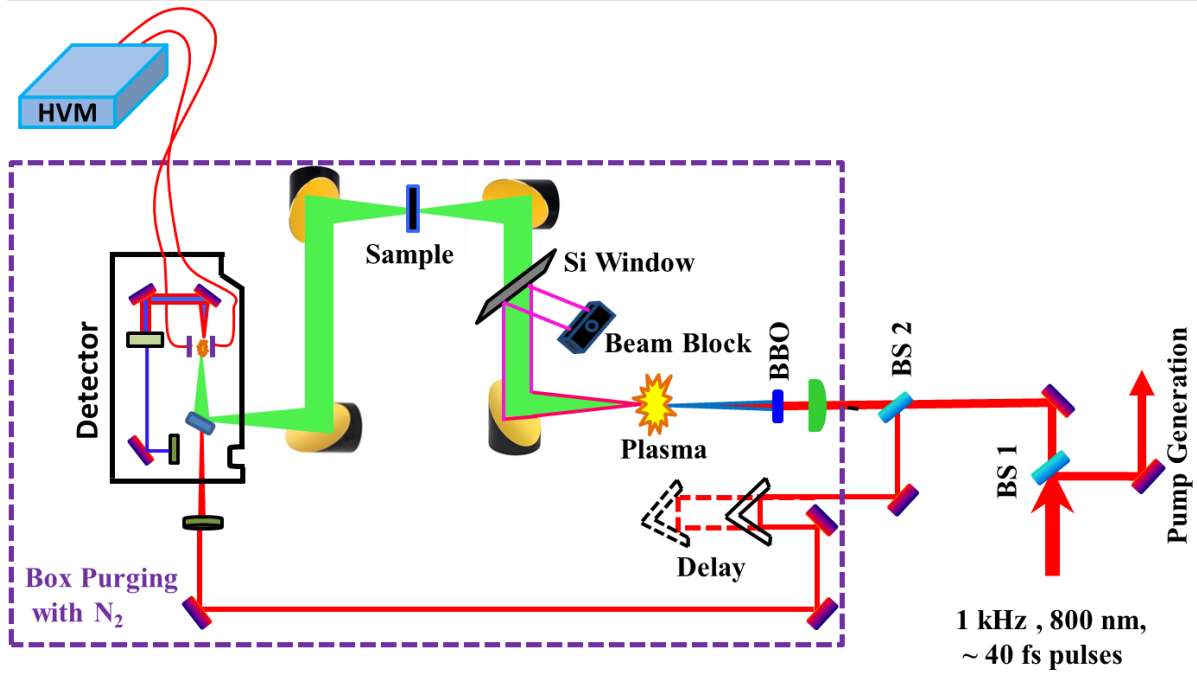 HVM
Sample
Si Window
Beam Block
BBO
BS 2
Detector
Plasma
BS 1
Pump Generation
Delay
Box Purging
with N₂
1 kHz , 800 nm,
~ 40 fs pulses